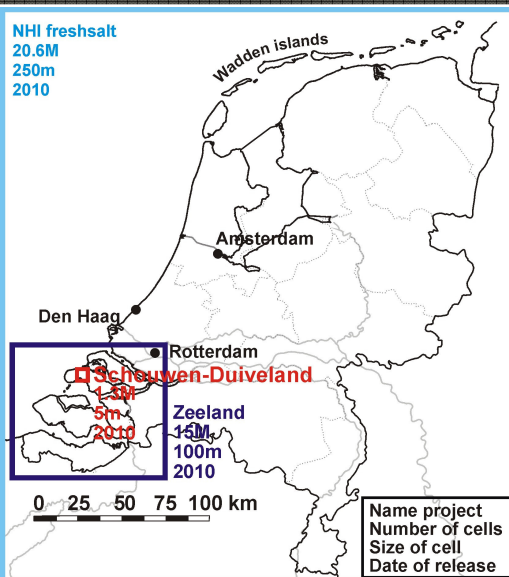 NHI freshsalt
20.6M
250m
2010
Wadden islands
Amsterdam
Den Haag
Rotterdam
Schouwen-Duiveland
1.3M
5m
2010
Zeeland
15M
100m
2010
0 25 50 75 100 km
Name project
Number of cells
Size of cell
Date of release